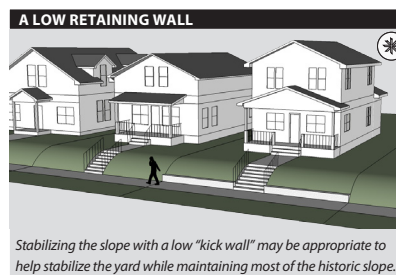 A LOW RETAINING WALL
Stabilizing the slope with a low “kick wall” may be appropriate to
help stabilize the yard while maintaining most of the historic slope.